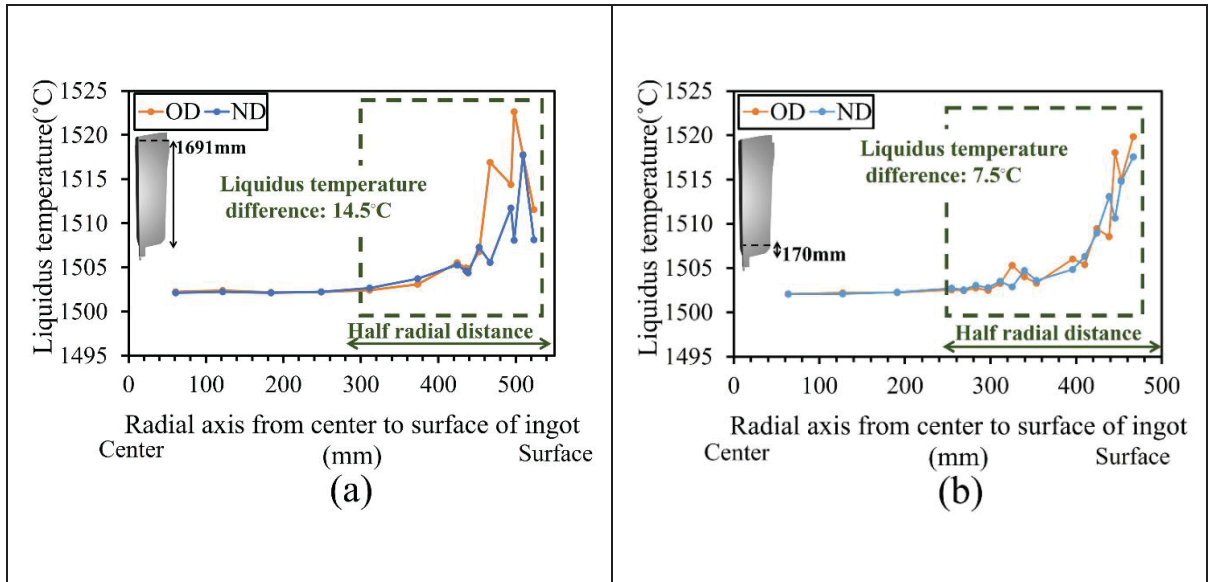 Liquidus temperature(˚C)
1525
1520
1515
1510
1505
1500
1495
OD ND
1691mm
Liquidus temperature
difference: 14.5°C
Half radial distance
0 100 200 300 400 500
Radial axis from center to surface of ingot
Center (mm) Surface
(a)
Liquidus temperature(˚C)
1525
1520
1515
1510
1505
1500
1495
OD ND
170mm
Liquidus temperature
difference: 7.5°C
Half radial distance
0 100 200 300 400 500
Radial axis from center to surface of ingot
Center (mm) Surface
(b)